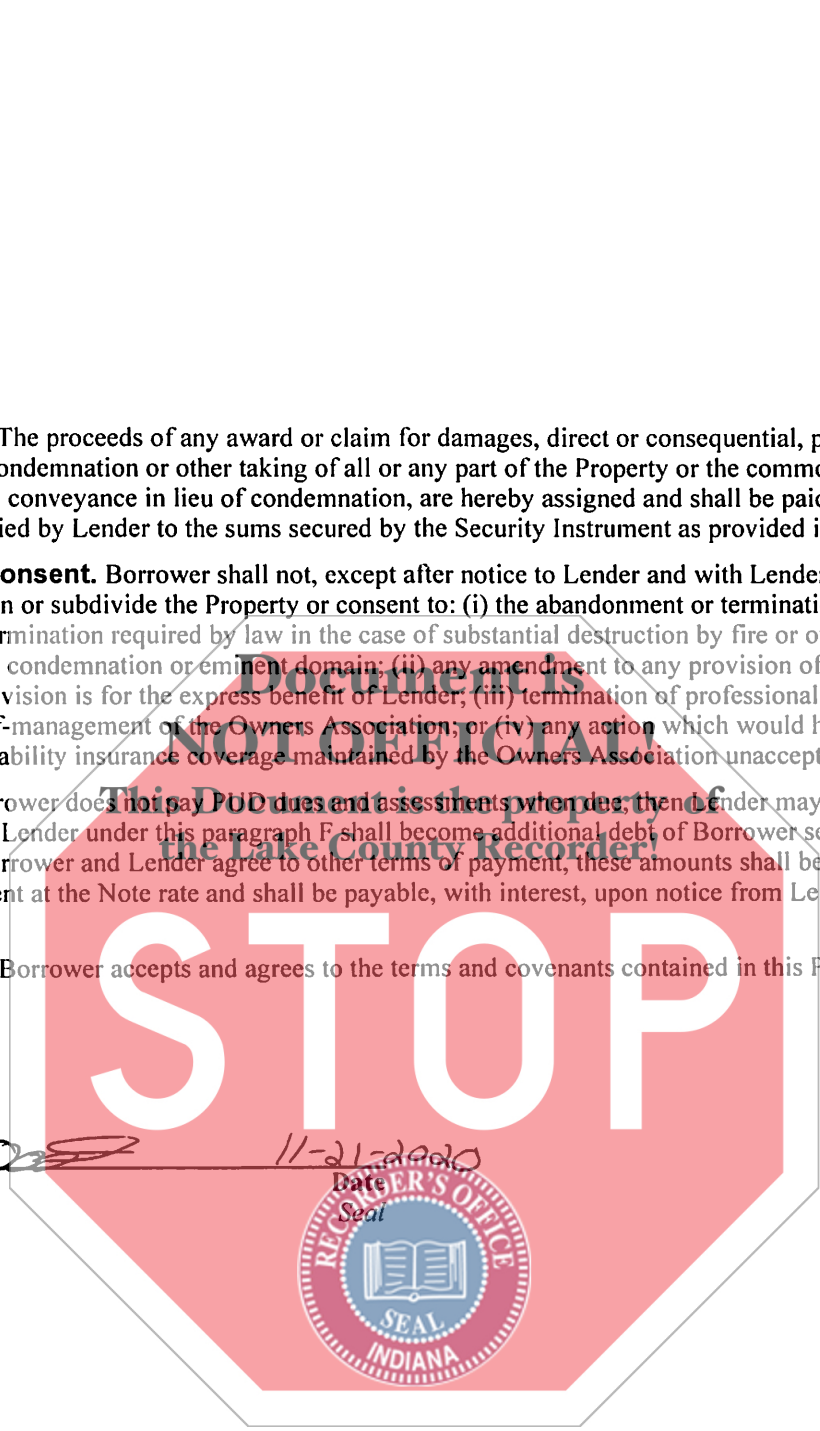 The proceeds of any award or claim for damages, direct or consequential, p
ondemnation or other taking of all or any part of the Property or the commo
conveyance in lieu of condemnation, are hereby assigned and shall be paid
ied by Lender to the sums secured by the Security Instrument as provided i
onsent. Borrower shall not, except after notice to Lender and with Lende
n or subdivide the Property or consent to: (i) the abandonment or terminati
rmination required by law in the case of substantial destruction by fire or o
condemnation or eminent domain; (ii) any amendment to any provision of
Document is
vision is for the express benefit of Lender; (iii) termination of professional
f-management of the Owners Association; or (iv) any action which would h
NOT OFFICIAL!
ability insurance coverage maintained by the Owners Association unaccept
rower does not pay PUD dues and assessments when due, then Lender may
This Document is the property of
Lender under this paragraph F shall become additional debt of Borrower se
the Lake County Recorder!
rrower and Lender agree to other terms of payment, these amounts shall be
nt at the Note rate and shall be payable, with interest, upon notice from Le
Borrower accepts and agrees to the terms and covenants contained in this P
STOP
11-21-2020
Date
Seal
RECORDER'S OFFICE
SEAL
INDIANA